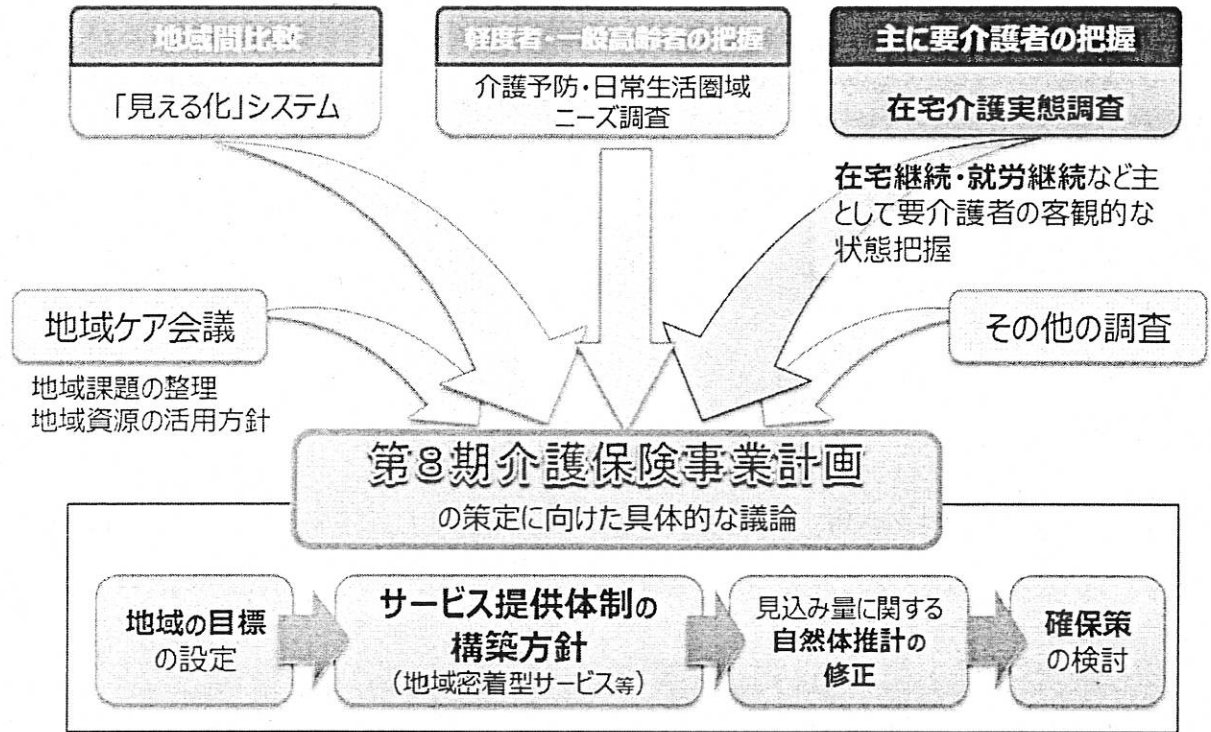 地域間比較
「見える化」システム
軽度者・一般高齢者の把握
介護予防・日常生活圏域
ニーズ調査
主に要介護者の把握
在宅介護実態調査
在宅継続・就労継続など主
として要介護者の客観的な
状態把握
地域ケア会議
地域課題の整理
地域資源の活用方針
その他の調査
第8期介護保険事業計画
の策定に向けた具体的な議論
地域の目標
の設定
サービス提供体制の
構築方針
（地域密着型サービス等）
見込み量に関する
自然体推計の
修正
確保策
の検討